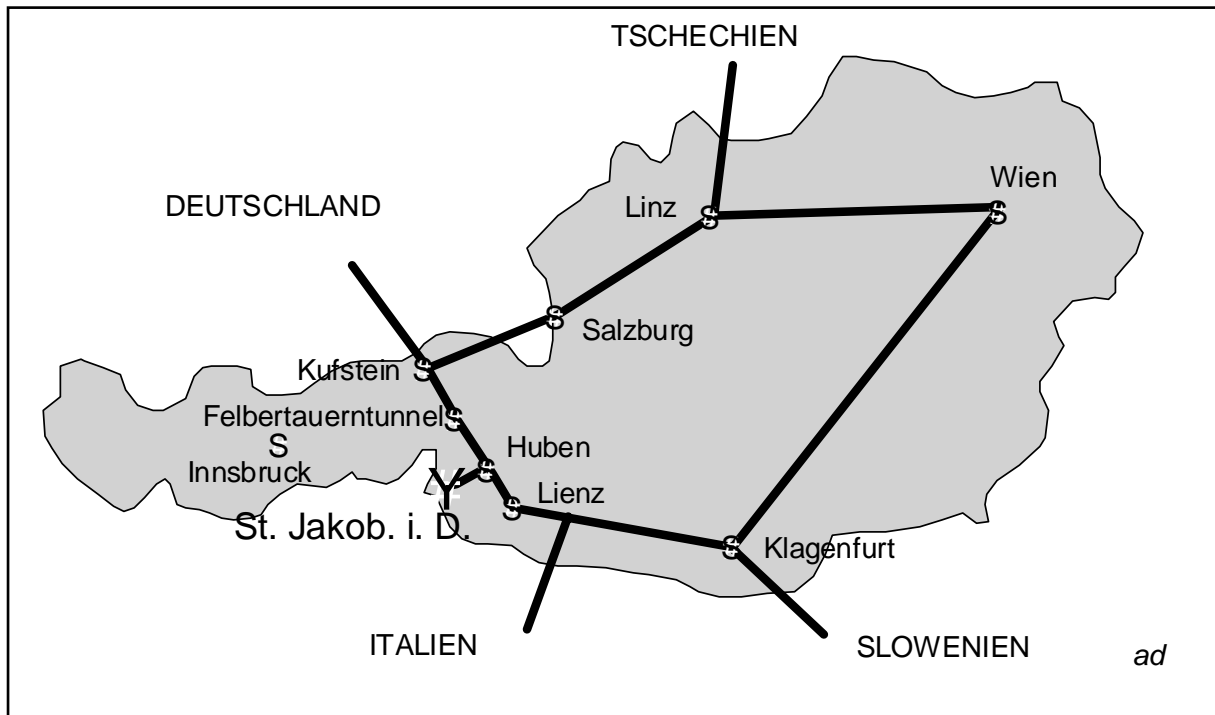 TSCHECHIEN
Wien
DEUTSCHLAND
Linz
S
S
S
Salzburg
Kufstein S
Felbertauerntunnel S
S
Huben
Innsbruck
S
Y
Lienz
S
St. Jakob. i. D.
S
Klagenfurt
ITALIEN
SLOWENIEN
ad